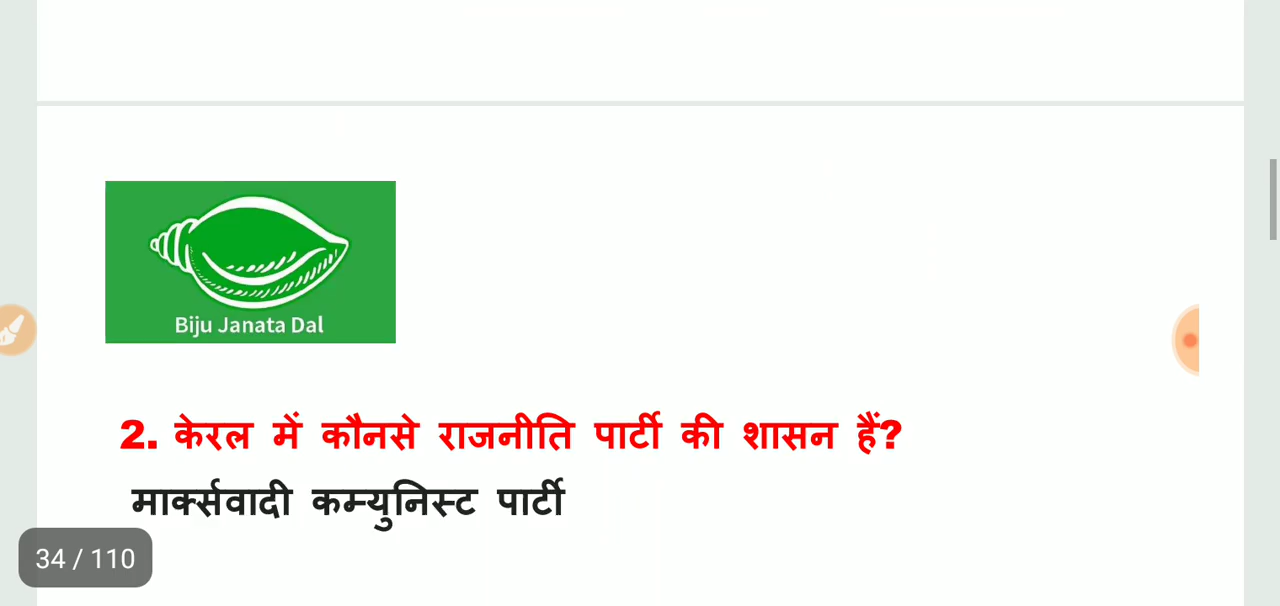 Biju Janata Dal
2. केरल में कौनसे राजनीति पार्टी की शासन हैं?
मार्क्सवादी कम्युनिस्ट पार्टी
34 / 110